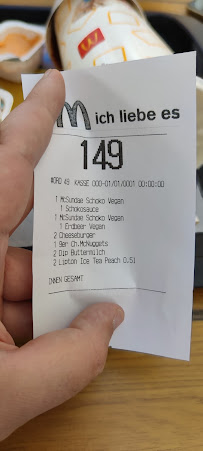 M ich liebe es
149
#ORD 49 KASSE 000-01/01/0001 00:00:00
1 McSundae Schoko Vegan
1 Schokosauce
1 McSundae Schoko Vegan
1 Erdbeer Vegan
2 Cheeseburger
1 9er Ch.McNuggets
2 Dip Buttermilch
2 Lipton Ice Tea Peach 0.5l
INNEN GESAMT